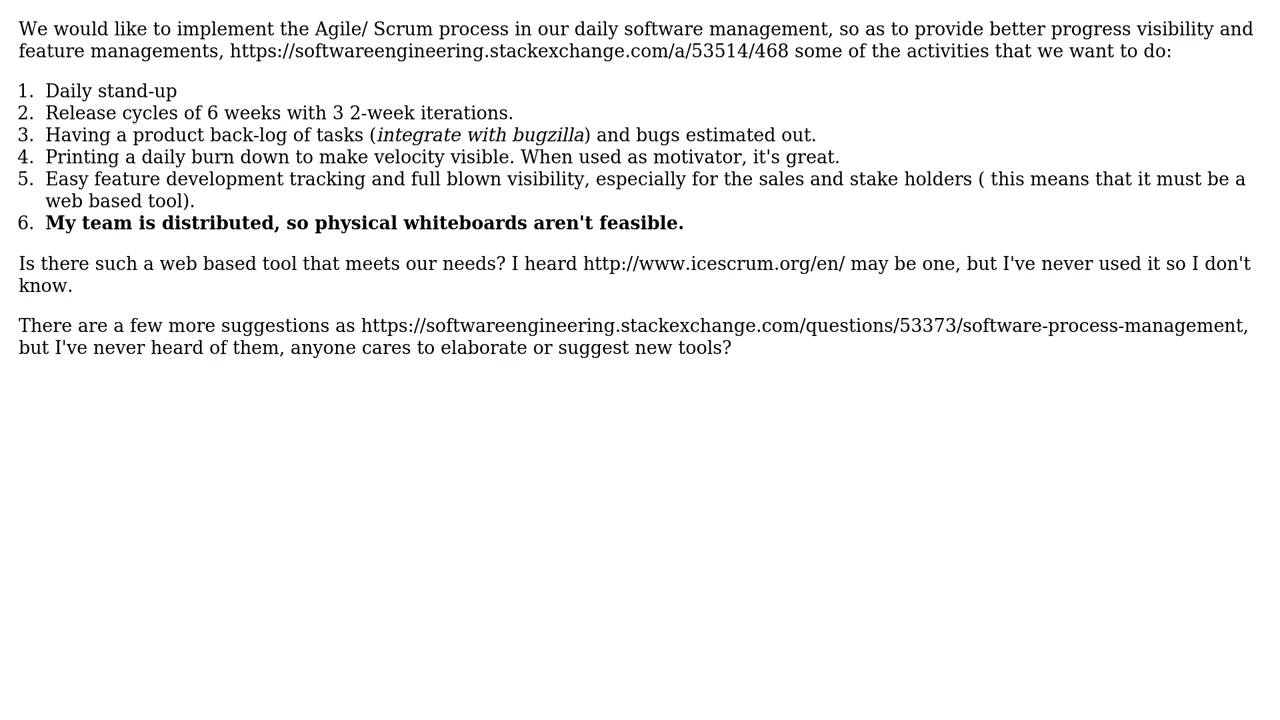 We would like to implement the Agile/ Scrum process in our daily software management, so as to provide better progress visibility and
feature managements, https://softwareengineering.stackexchange.com/a/53514/468 some of the activities that we want to do:
1. Daily stand-up
2. Release cycles of 6 weeks with 3 2-week iterations.
3. Having a product back-log of tasks (integrate with bugzilla) and bugs estimated out.
4. Printing a daily burn down to make velocity visible. When used as motivator, it's great.
5. Easy feature development tracking and full blown visibility, especially for the sales and stake holders ( this means that it must be a
web based tool).
6. My team is distributed, so physical whiteboards aren't feasible.
Is there such a web based tool that meets our needs? I heard http://www.icescrum.org/en/ may be one, but I've never used it so I don't
know.
There are a few more suggestions as https://softwareengineering.stackexchange.com/questions/53373/software-process-management,
but I've never heard of them, anyone cares to elaborate or suggest new tools?